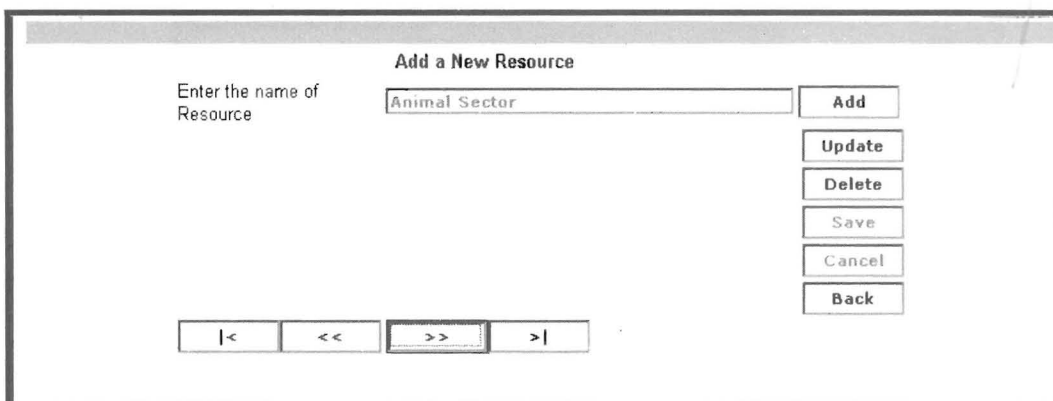 Add a New Resource
Enter the name of
Resource
Animal Sector
Add
Update
Delete
Save
Cancel
Back
|<
<<
>>
>|